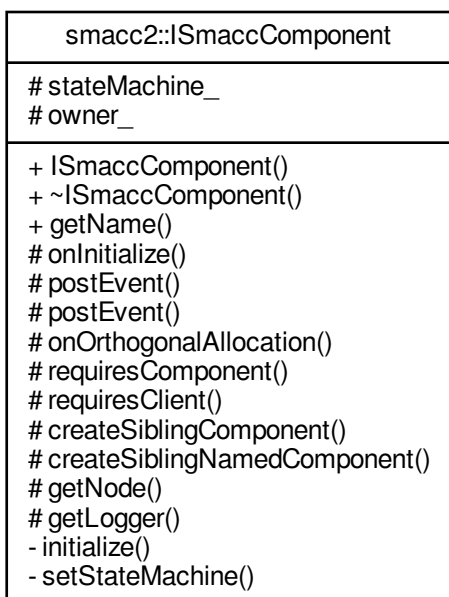 smacc2::ISmaccComponent
# stateMachine_
# owner_
+ ISmaccComponent()
+ ~ISmaccComponent()
+ getName()
# onInitialize()
# postEvent()
# postEvent()
# onOrthogonalAllocation()
# requiresComponent()
# requiresClient()
# createSiblingComponent()
# createSiblingNamedComponent()
# getNode()
# getLogger()
- initialize()
- setStateMachine()